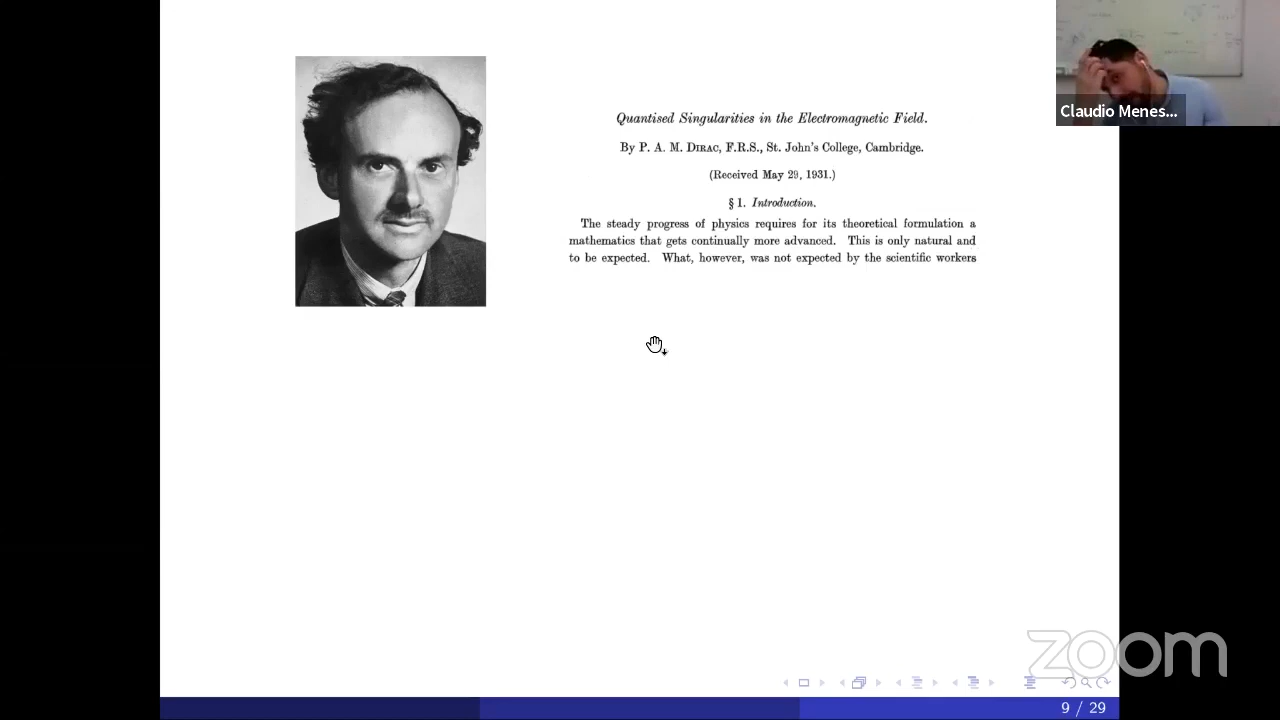 Claudio Menes...
Quantised Singularities in the Electromagnetic Field.
By P. A. M. DIRAC, F.R.S., St. John's College, Cambridge.
(Received May 29, 1931.)
§ 1. Introduction.
The steady progress of physics requires for its theoretical formulation a
mathematics that gets continually more advanced. This is only natural and
to be expected. What, however, was not expected by the scientific workers
zoom
9 / 29